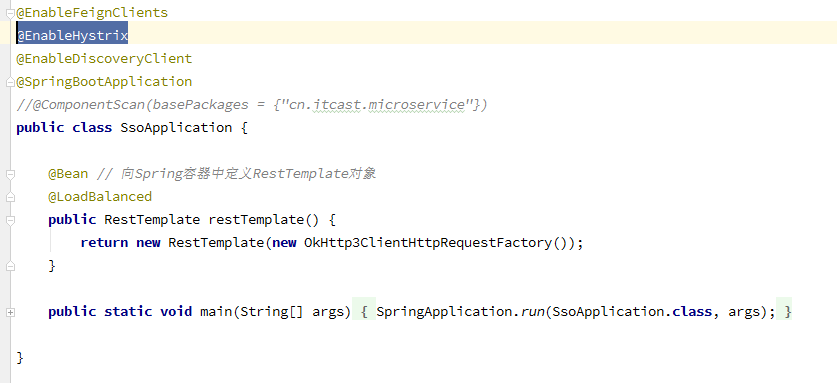 @EnableFeignClients
@EnableHystrix
@EnableDiscoveryClient
@SpringBootApplication
//@ComponentScan(basePackages = {"cn.itcast.microservice"})
public class SsoApplication {
@Bean // 向Spring容器中定义RestTemplate对象
@LoadBalanced
public RestTemplate restTemplate() {
return new RestTemplate(new OkHttp3ClientHttpRequestFactory());
}
public static void main(String[] args) { SpringApplication.run(SsoApplication.class, args); }
}